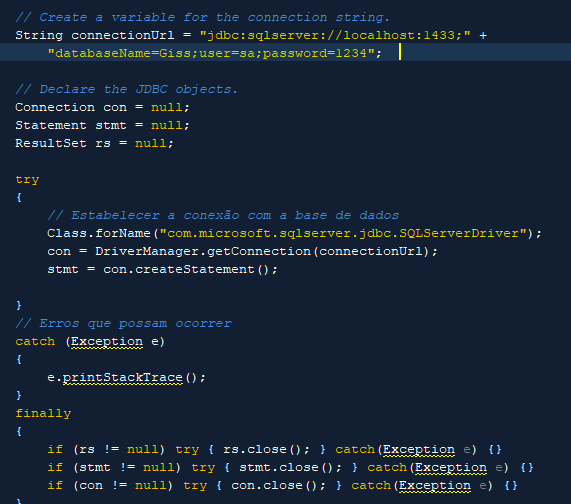 // Create a variable for the connection string.
String connectionUrl = "jdbc:sqlserver://localhost:1433;" +
"databaseName=Giss;user=sa;password=1234";
// Declare the JDBC objects.
Connection con = null;
Statement stmt = null;
ResultSet rs = null;
try
{
// Estabelecer a conexão com a base de dados
Class.forName("com.microsoft.sqlserver.jdbc.SQLServerDriver");
con = DriverManager.getConnection(connectionUrl);
stmt = con.createStatement();
}
// Erros que possam ocorrer
catch (Exception e)
{
e.printStackTrace();
}
finally
{
if (rs != null) try { rs.close(); } catch(Exception e) {}
if (stmt != null) try { stmt.close(); } catch(Exception e) {}
if (con != null) try { con.close(); } catch(Exception e) {}
}